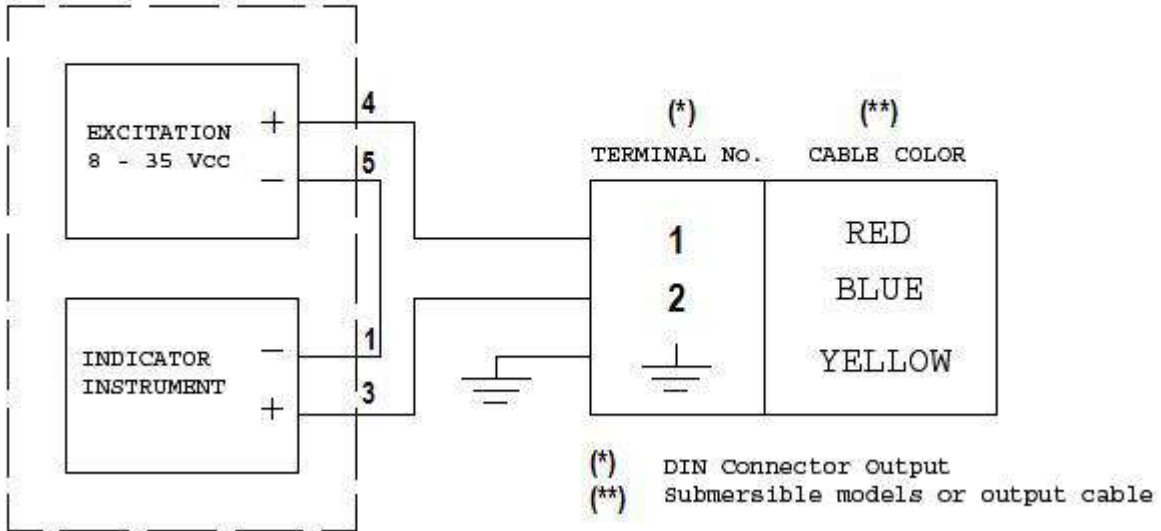 EXCITATION
8 - 35 Vcc
+
−
4
5
INDICATOR
INSTRUMENT
−
+
1
3
(*) (**)
TERMINAL No. CABLE COLOR
1 RED
2 BLUE
YELLOW
(*) DIN Connector Output
(**) Submersible models or output cable